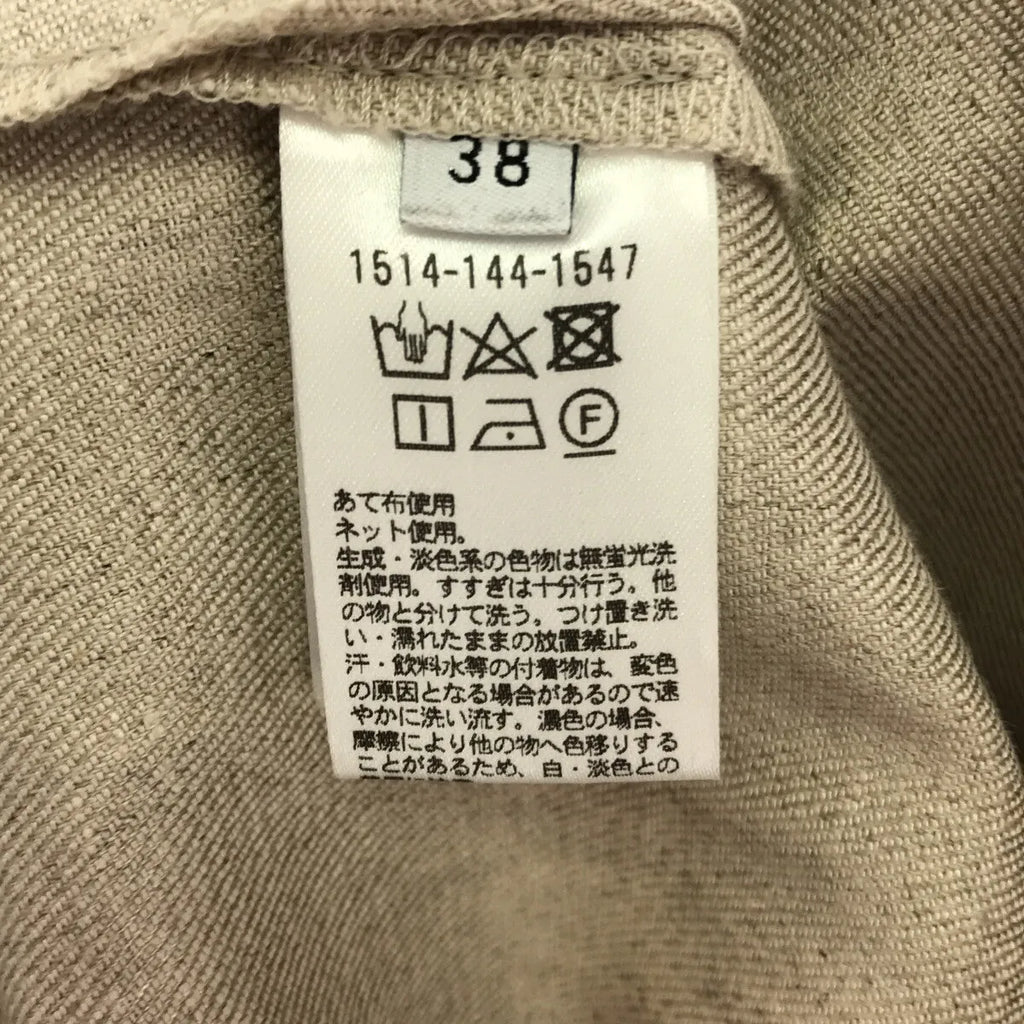 38
1514-144-1547
F
あて布使用
ネット使用。
生成・淡色系の色物は無蛍光洗
剤使用。すすぎは十分行う。他
の物と分けて洗う。つけ置き洗
い・濡れたままの放置禁止。
汗・飲料水等の付着物は、変色
の原因となる場合があるので速
やかに洗い流す。濃色の場合、
摩擦により他の物へ色移りする
ことがあるため、白・淡色との